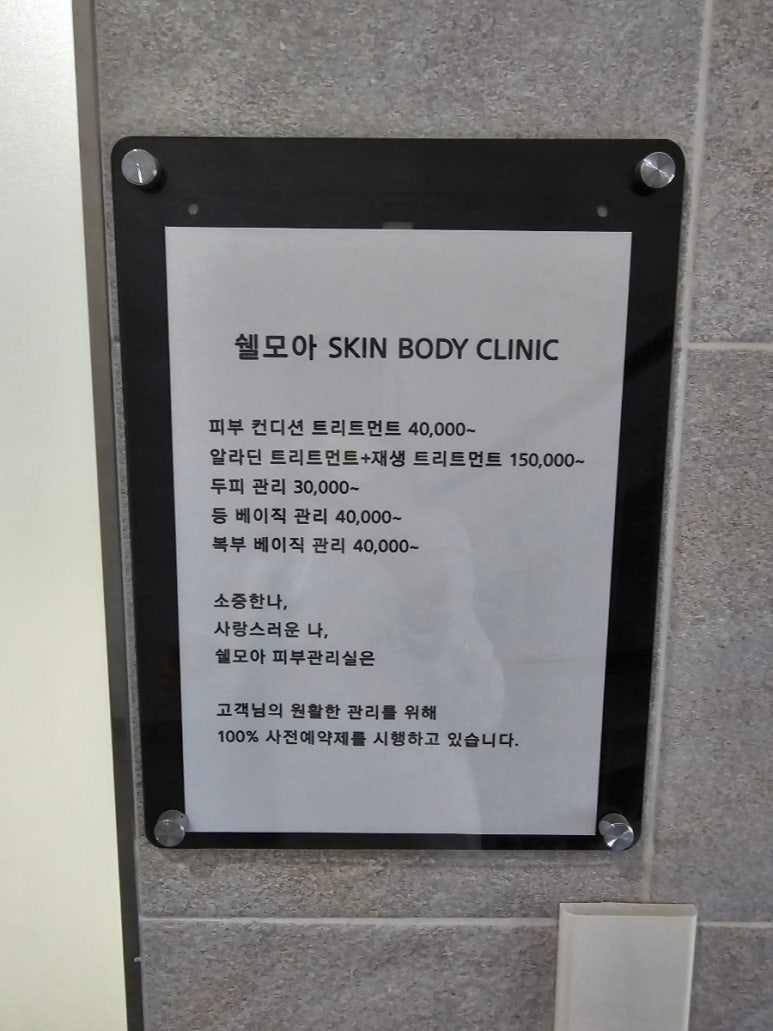 쉘모아 SKIN BODY CLINIC
피부 컨디션 트리트먼트 40,000~
알라딘 트리트먼트+재생 트리트먼트 150,000~
두피 관리 30,000~
등 베이직 관리 40,000~
복부 베이직 관리 40,000~
소중한나,
사랑스러운 나,
쉘모아 피부관리실은
고객님의 원활한 관리를 위해
100% 사전예약제를 시행하고 있습니다.